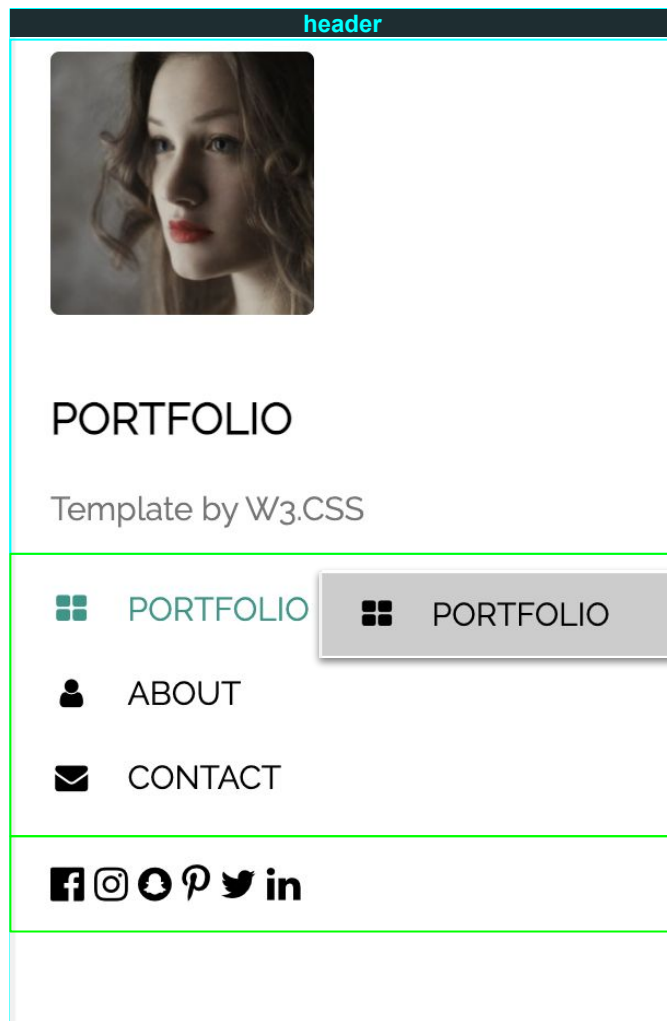 header
PORTFOLIO
Template by W3.CSS
PORTFOLIO
PORTFOLIO
ABOUT
CONTACT